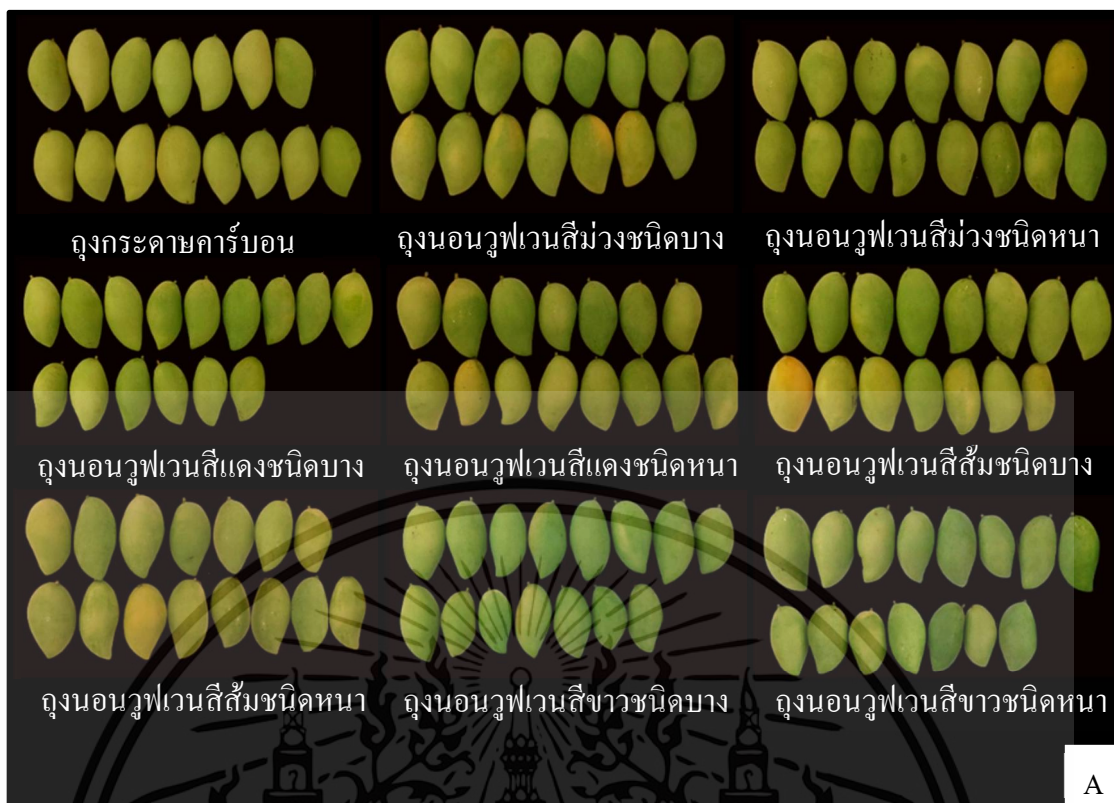 ถุงกระดาษคาร์บอน
ถุงนอนวูฟเวนสีม่วงชนิดบาง
ถุงนอนวูฟเวนสีม่วงชนิดหนา
ถุงนอนวูฟเวนสีแดงชนิดบาง
ถุงนอนวูฟเวนสีแดงชนิดหนา
ถุงนอนวูฟเวนสีส้มชนิดบาง
ถุงนอนวูฟเวนสีส้มชนิดหนา
ถุงนอนวูฟเวนสีขาวชนิดบาง
ถุงนอนวูฟเวนสีขาวชนิดหนา
A